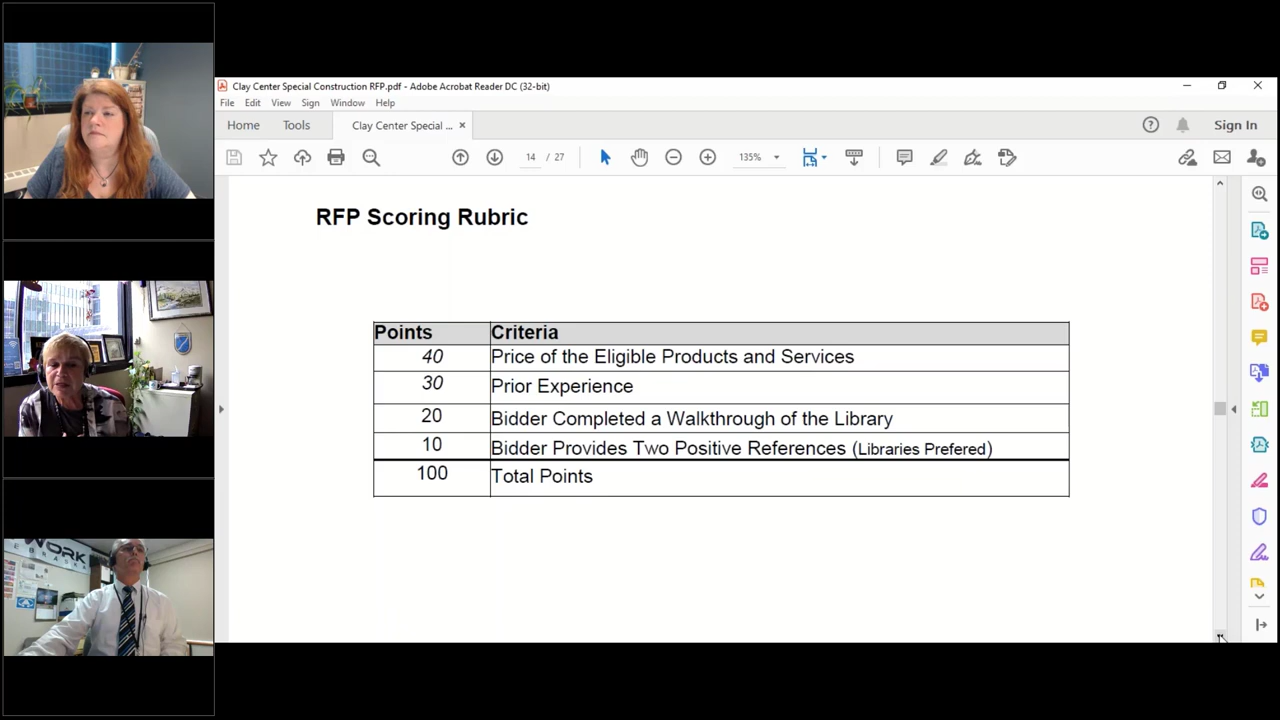 Clay Center Special Construction RFP.pdf - Adobe Acrobat Reader DC (32-bit)
File Edit View Sign Window Help
Home Tools Clay Center Special ... Sign In
14 / 27 135%
RFP Scoring Rubric
Points Criteria
40 Price of the Eligible Products and Services
30 Prior Experience
20 Bidder Completed a Walkthrough of the Library
10 Bidder Provides Two Positive References (Libraries Prefered)
100 Total Points
WORK